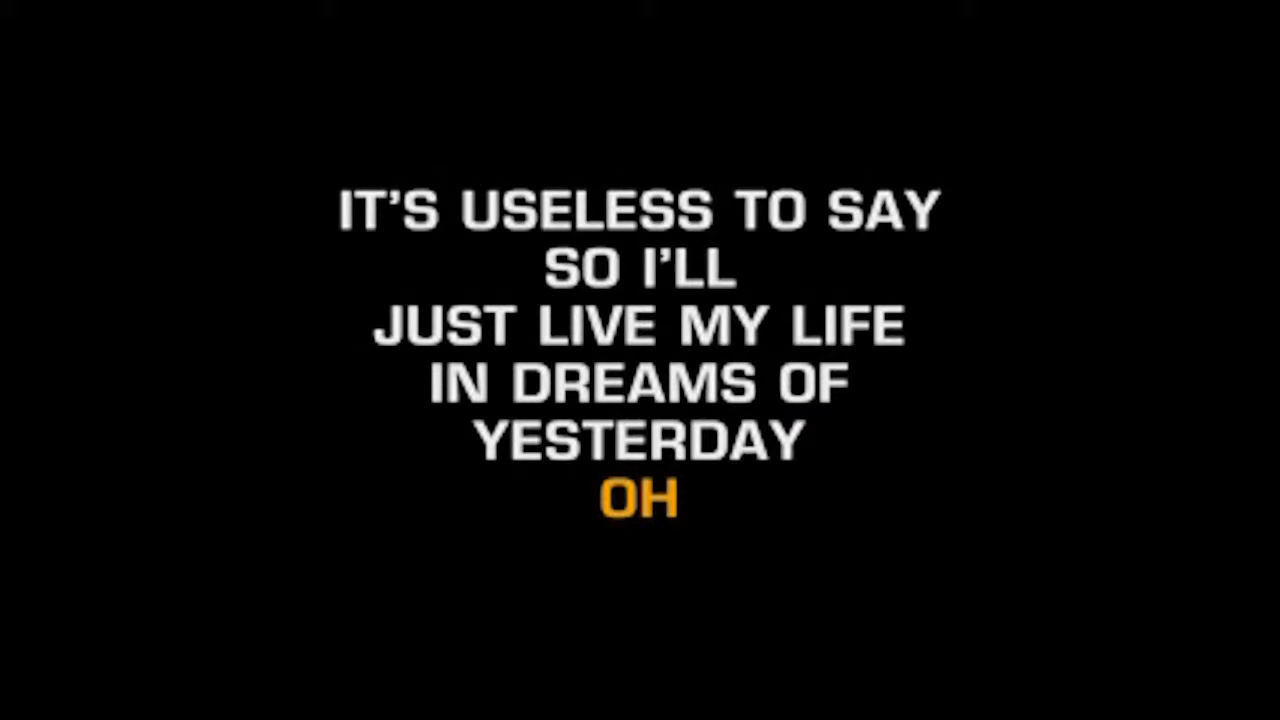 IT'S USELESS TO SAY
SO I'LL
JUST LIVE MY LIFE
IN DREAMS OF
YESTERDAY
OH